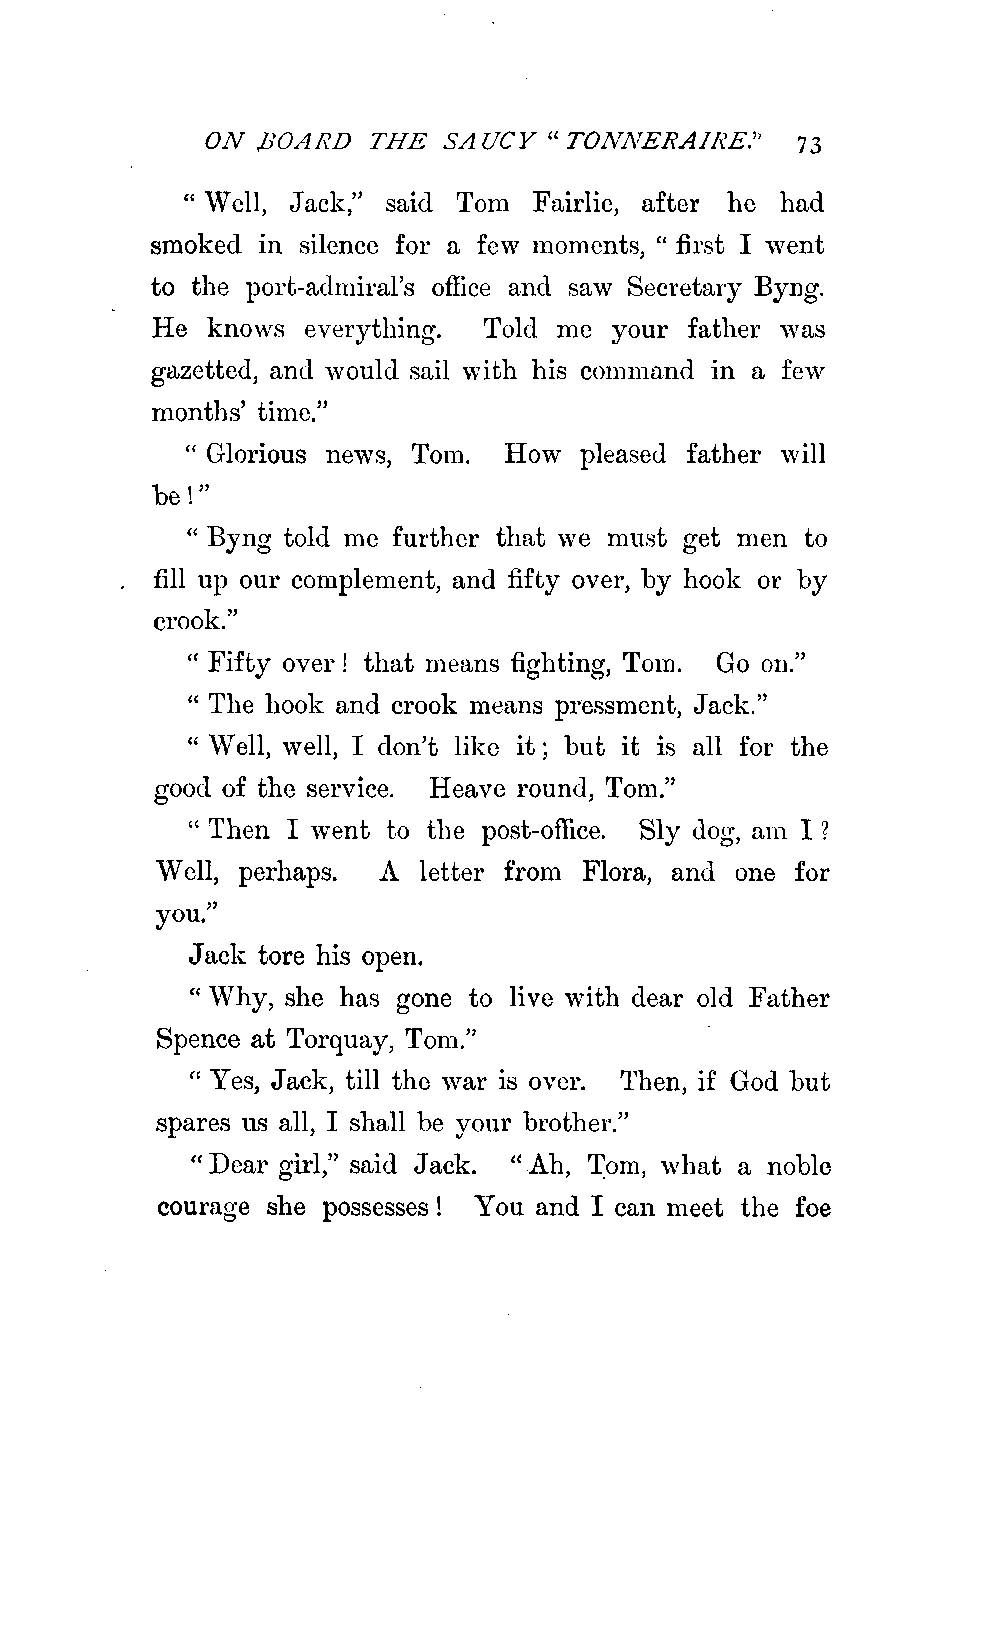 ON BOARD THE SAUCY “TONNERAIRE.” 73
“Well, Jack,” said Tom Fairlie, after he had
smoked in silence for a few moments, “first I went
to the port-admiral’s office and saw Secretary Byng.
He knows everything. Told me your father was
gazetted, and would sail with his command in a few
months’ time.”
“Glorious news, Tom. How pleased father will
be!”
“Byng told me further that we must get men to
fill up our complement, and fifty over, by hook or by
crook.”
“Fifty over! that means fighting, Tom. Go on.”
“The hook and crook means pressment, Jack.”
“Well, well, I don’t like it; but it is all for the
good of the service. Heave round, Tom.”
“Then I went to the post-office. Sly dog, am I?
Well, perhaps. A letter from Flora, and one for
you.”
Jack tore his open.
“Why, she has gone to live with dear old Father
Spence at Torquay, Tom.”
“Yes, Jack, till the war is over. Then, if God but
spares us all, I shall be your brother.”
“Dear girl,” said Jack. “Ah, Tom, what a noble
courage she possesses! You and I can meet the foe